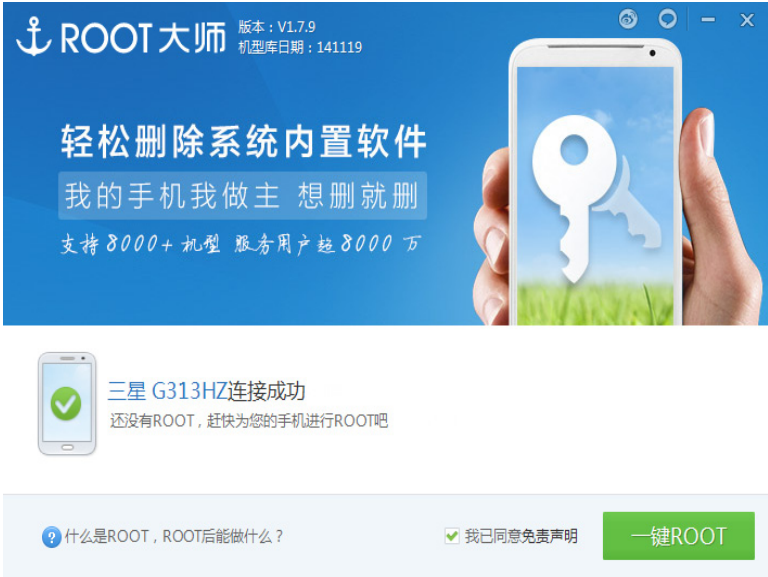 ROOT大师
版本：V1.7.9
机型库日期：141119
轻松删除系统内置软件
我的手机我做主 想删就删
支持8000+机型 服务用户超8000万
三星 G313HZ连接成功
还没有ROOT，赶快为您的手机进行ROOT吧
什么是ROOT，ROOT后能做什么？
我已同意免责声明
一键ROOT